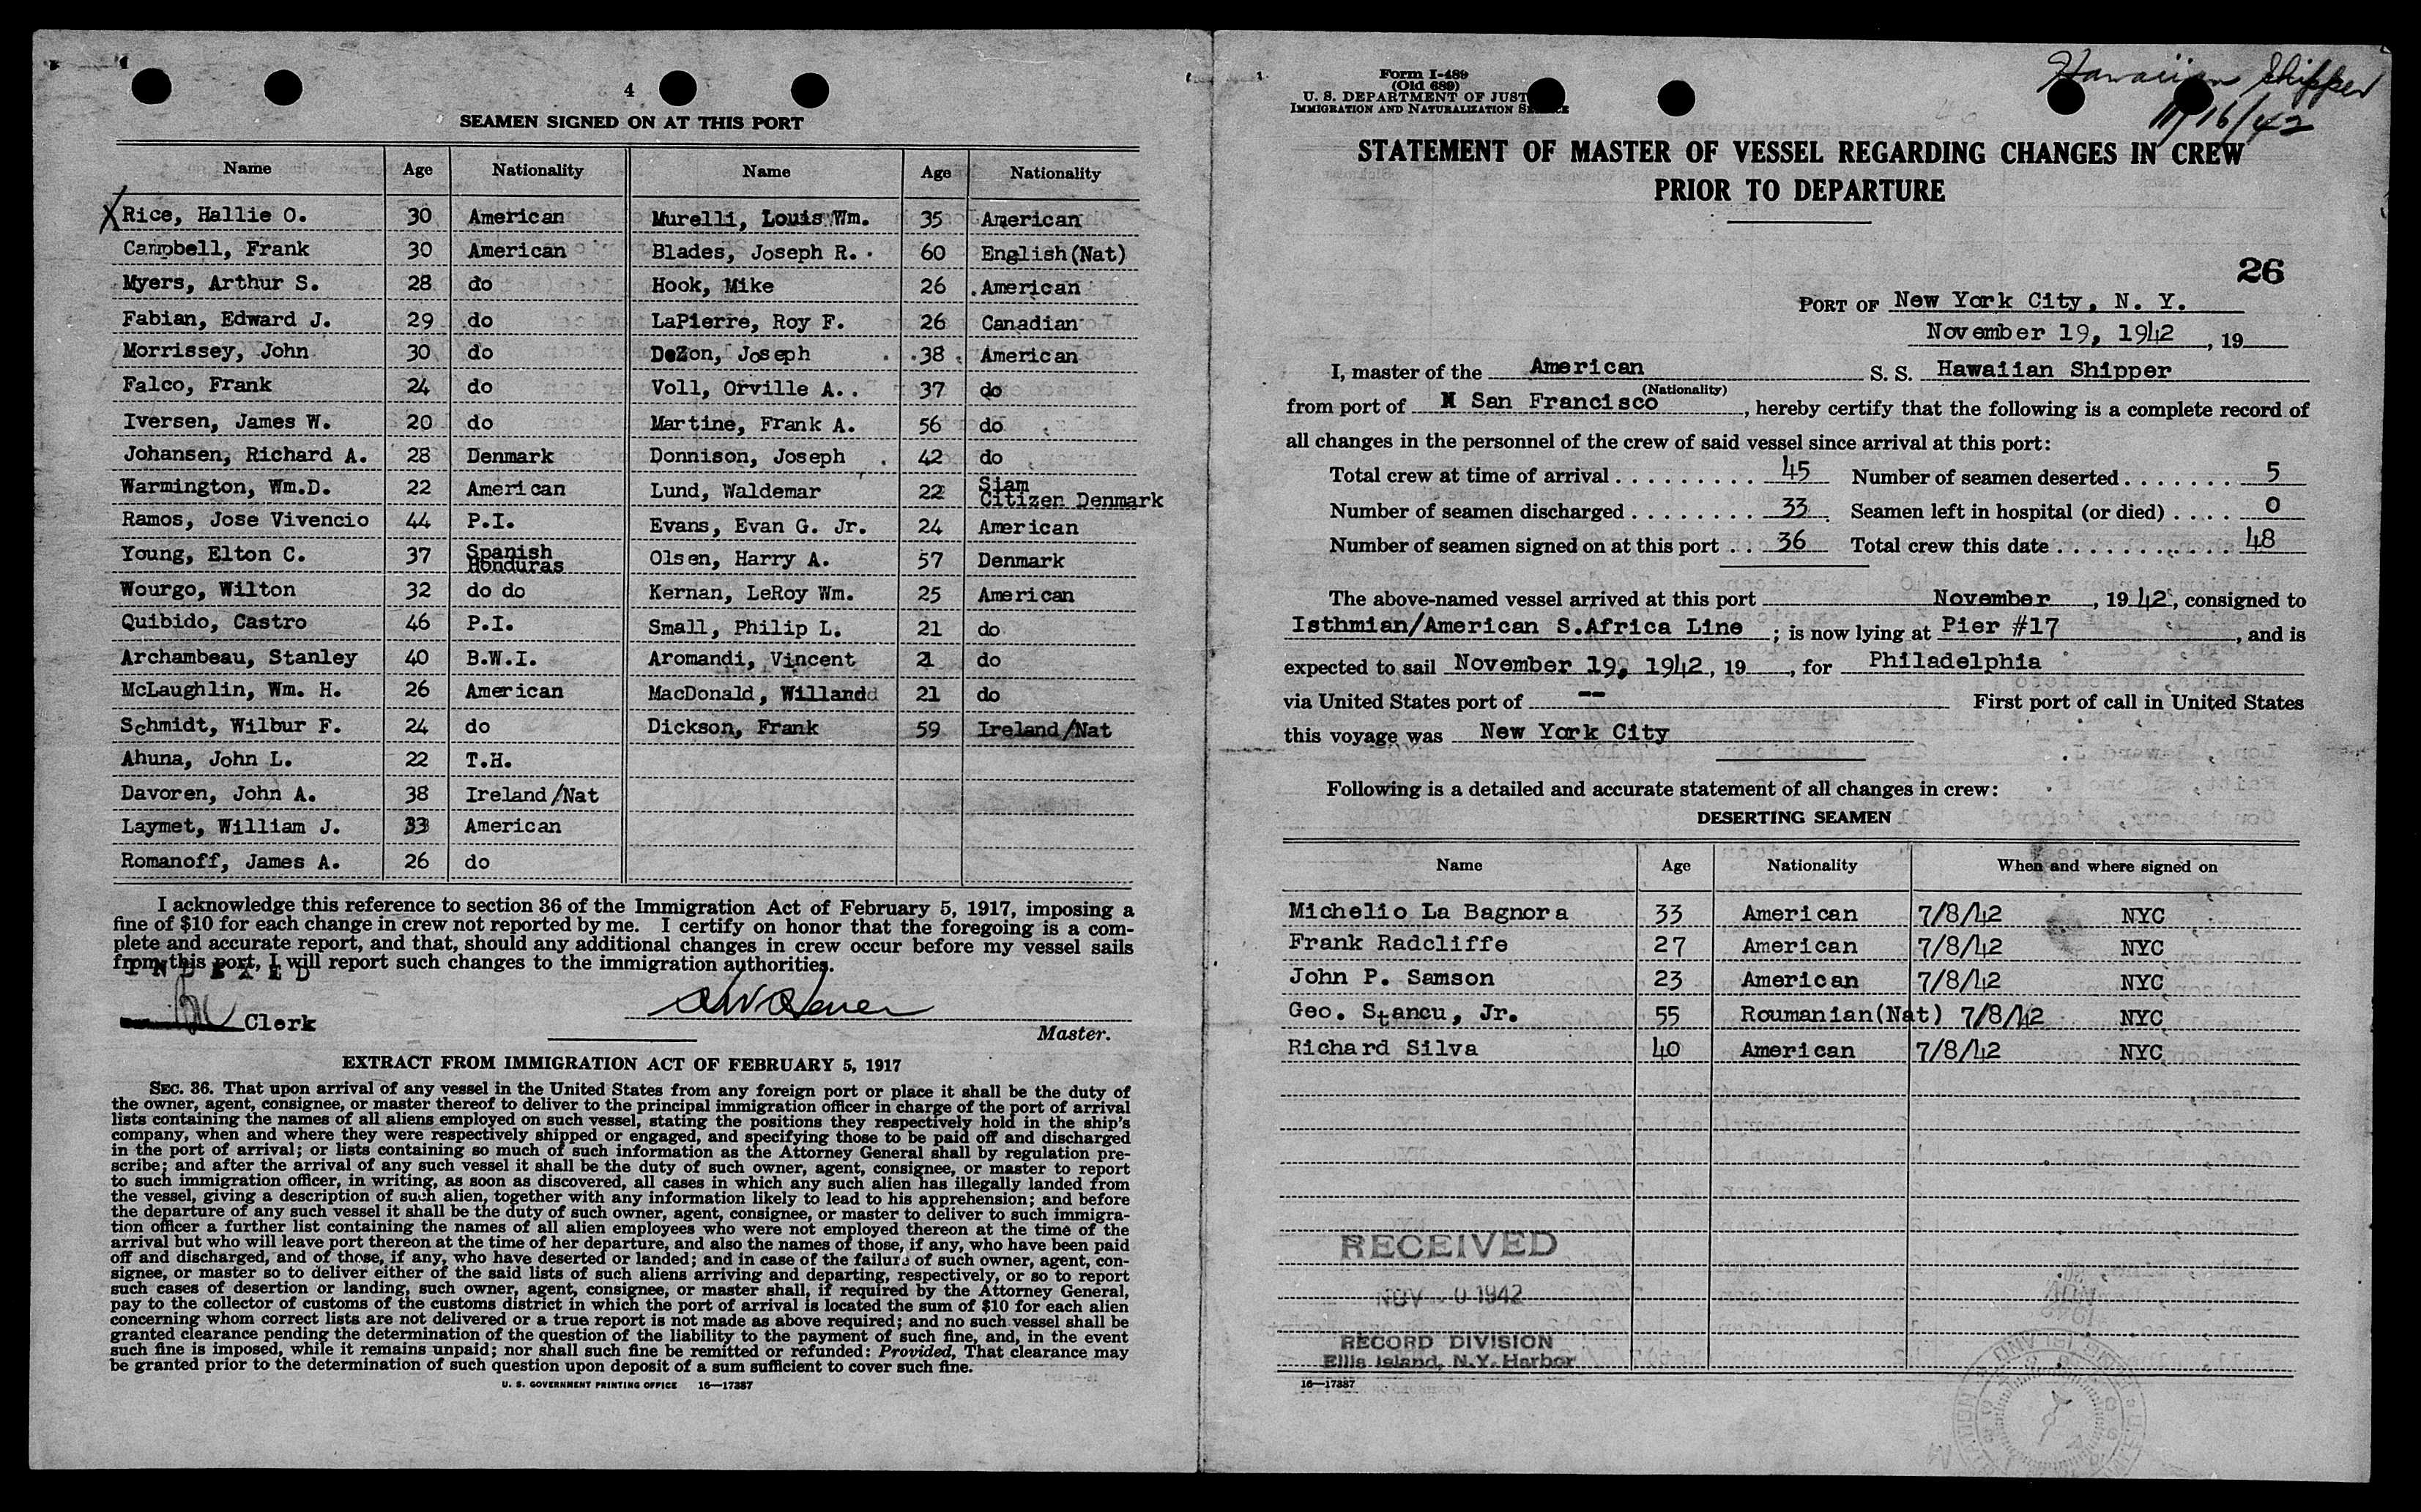 4
SEAMEN SIGNED ON AT THIS PORT
Name Age Nationality Name Age Nationality
X Rice, Hallie O. 30 American Murelli, Louis Wm. 35 American
Campbell, Frank 30 American Blades, Joseph R. 60 English(Nat)
Myers, Arthur S. 28 do Hook, Mike 26 American
Fabian, Edward J. 29 do LaPierre, Roy F. 26 Canadian
Morrissey, John 30 do DeZon, Joseph 38 American
Falco, Frank 24 do Voll, Orville A. 37 do
Iversen, James W. 20 do Martine, Frank A. 56 do
Johansen, Richard A. 28 Denmark Donnison, Joseph 42 do
Warmington, Wm.D. 22 American Lund, Waldemar 22 Siam Citizen Denmark
Ramos, Jose Vivencio 44 P.I. Evans, Evan G. Jr. 24 American
Young, Elton C. 37 Spanish Honduras Olsen, Harry A. 57 Denmark
Wourgo, Wilton 32 do do Kernan, LeRoy Wm. 25 American
Quibido, Castro 46 P.I. Small, Philip L. 21 do
Archambeau, Stanley 40 B.W.I. Aromandi, Vincent 21 do
McLaughlin, Wm. H. 26 American MacDonald, Willand 21 do
Schmidt, Wilbur F. 24 do Dickson, Frank 59 Ireland/Nat
Ahuna, John L. 22 T.H.
Davoren, John A. 38 Ireland/Nat
Laymet, William J. 33 American
Romanoff, James A. 26 do
I acknowledge this reference to section 36 of the Immigration Act of February 5, 1917, imposing a
fine of $10 for each change in crew not reported by me. I certify on honor that the foregoing is a com-
plete and accurate report, and that, should any additional changes in crew occur before my vessel sails
from this port, I will report such changes to the immigration authorities.
INDEXED
Clerk
Master.
EXTRACT FROM IMMIGRATION ACT OF FEBRUARY 5, 1917
SEC. 36. That upon arrival of any vessel in the United States from any foreign port or place it shall be the duty of
the owner, agent, consignee, or master thereof to deliver to the principal immigration officer in charge of the port of arrival
lists containing the names of all aliens employed on such vessel, stating the positions they respectively hold in the ship's
company, when and where they were respectively shipped or engaged, and specifying those to be paid off and discharged
in the port of arrival; or lists containing so much of such information as the Attorney General shall by regulation pre-
scribe; and after the arrival of any such vessel it shall be the duty of such owner, agent, consignee, or master to report
to such immigration officer, in writing, as soon as discovered, all cases in which any such alien has illegally landed from
the vessel, giving a description of such alien, together with any information likely to lead to his apprehension; and before
the departure of any such vessel it shall be the duty of such owner, agent, consignee, or master to deliver to such immigra-
tion officer a further list containing the names of all alien employees who were not employed thereon at the time of the
arrival but who will leave port thereon at the time of her departure, and also the names of those, if any, who have been paid
off and discharged, and of those, if any, who have deserted or landed; and in case of the failure of such owner, agent, con-
signee, or master so to deliver either of the said lists of such aliens arriving and departing, respectively, or so to report
such cases of desertion or landing, such owner, agent, consignee, or master shall, if required by the Attorney General,
pay to the collector of customs of the customs district in which the port of arrival is located the sum of $10 for each alien
concerning whom correct lists are not delivered or a true report is not made as above required; and no such vessel shall be
granted clearance pending the determination of the question of the liability to the payment of such fine, and, in the event
such fine is imposed, while it remains unpaid; nor shall such fine be remitted or refunded: Provided, That clearance may
be granted prior to the determination of such question upon deposit of a sum sufficient to cover such fine.
U. S. GOVERNMENT PRINTING OFFICE 16—17387
Form I-489
(Old 689)
U. S. DEPARTMENT OF JUST
IMMIGRATION AND NATURALIZATION SERVICE
Hawaiian Shipper
11/16/42
STATEMENT OF MASTER OF VESSEL REGARDING CHANGES IN CREW
PRIOR TO DEPARTURE
26
PORT OF New York City, N. Y.
November 19, 1942, 19
I, master of the American S. S. Hawaiian Shipper
(Nationality)
from port of San Francisco, hereby certify that the following is a complete record of
all changes in the personnel of the crew of said vessel since arrival at this port:
Total crew at time of arrival 45 Number of seamen deserted 5
Number of seamen discharged 33 Seamen left in hospital (or died) 0
Number of seamen signed on at this port 36 Total crew this date 48
The above-named vessel arrived at this port November, 1942, consigned to
Isthmian/American S.Africa Line; is now lying at Pier #17, and is
expected to sail November 19, 1942, 19, for Philadelphia
via United States port of -- First port of call in United States
this voyage was New York City
Following is a detailed and accurate statement of all changes in crew:
DESERTING SEAMEN
Name Age Nationality When and where signed on
Michelio La Bagnora 33 American 7/8/42 NYC
Frank Radcliffe 27 American 7/8/42 NYC
John P. Samson 23 American 7/8/42 NYC
Geo. Stancu, Jr. 55 Roumanian(Nat) 7/8/42 NYC
Richard Silva 40 American 7/8/42 NYC
RECEIVED
NOV 0 1942
RECORD DIVISION
Ellis Island, N.Y. Harbor
16—17387